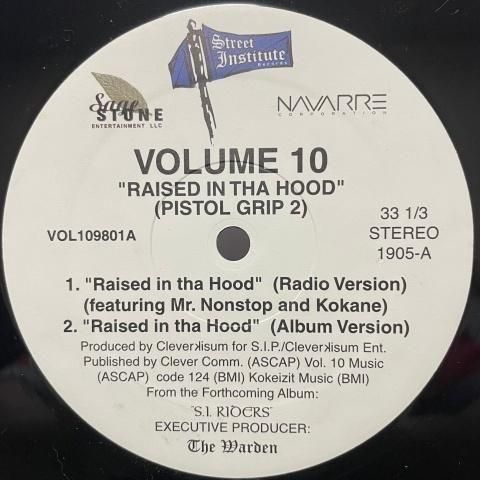 Street
Institute
Records
Sage
STONE
ENTERTAINMENT LLC
NAVARRE
CORPORATION
VOLUME 10
"RAISED IN THA HOOD"
(PISTOL GRIP 2)
VOL109801A
33 1/3
STEREO
1905-A
1. "Raised in tha Hood" (Radio Version)
(featuring Mr. Nonstop and Kokane)
2. "Raised in tha Hood" (Album Version)
Produced by Cleverkisum for S.I.P./Cleverkisum Ent.
Published by Clever Comm. (ASCAP) Vol. 10 Music
(ASCAP) code 124 (BMI) Kokeizit Music (BMI)
From the Forthcoming Album:
"S.I. RIDERS"
EXECUTIVE PRODUCER:
The Warden